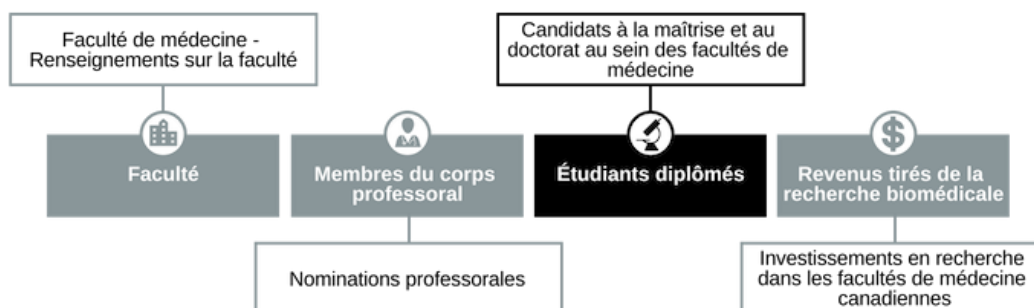 Faculté de médecine -
Renseignements sur la faculté
Candidats à la maîtrise et au
doctorat au sein des facultés de
médecine
Faculté
Membres du corps
professoral
Étudiants diplômés
$
Revenus tirés de la
recherche biomédicale
Nominations professorales
Investissements en recherche
dans les facultés de médecine
canadiennes